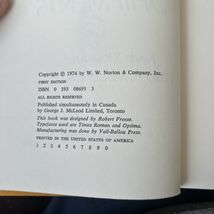 Copyright © 1974 by W. W. Norton & Company, Inc.
FIRST EDITION
ISBN 0 393 08693 3
ALL RIGHTS RESERVED
Published simultaneously in Canada
by George J. McLeod Limited, Toronto
This book was designed by Robert Freese.
Typefaces are Times Roman and Optima.
Manufacturing was done by Vail-Ballou Press.
PRINTED IN THE UNITED STATES OF AMERICA
1 2 3 4 5 6 7 8 9 0